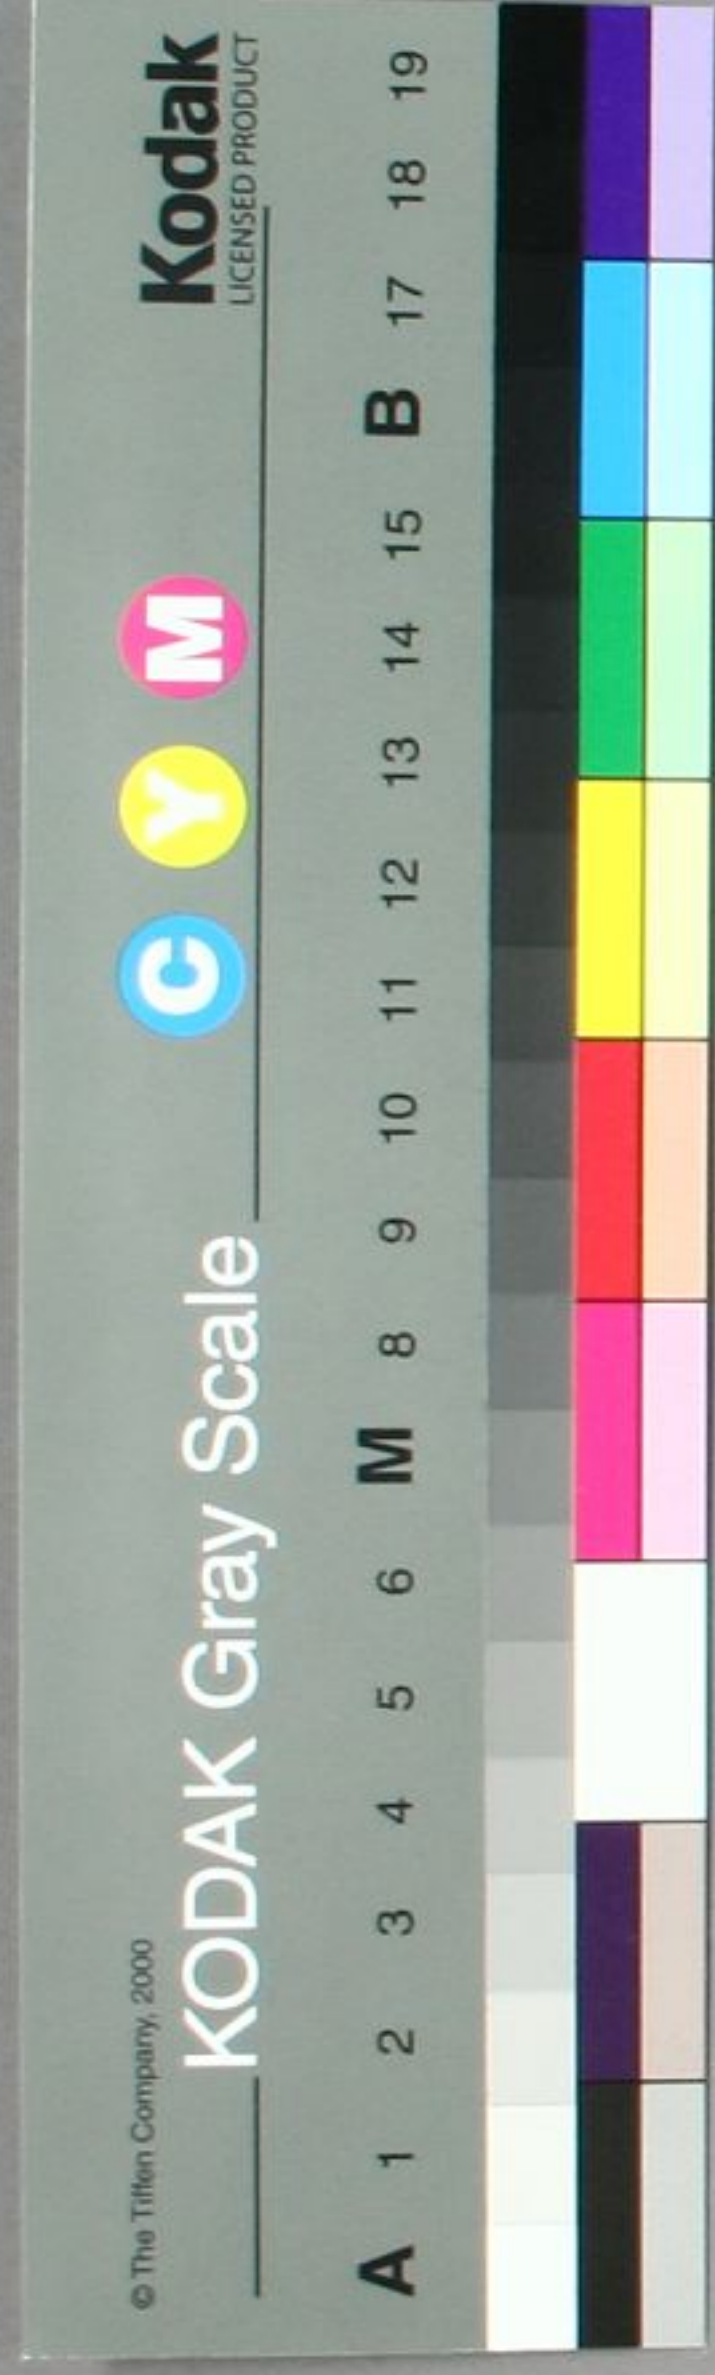 © The Tiffen Company, 2000
KODAK Gray Scale
C Y M
Kodak
LICENSED PRODUCT
A 1 2 3 4 5 6 M 8 9 10 11 12 13 14 15 B 17 18 19